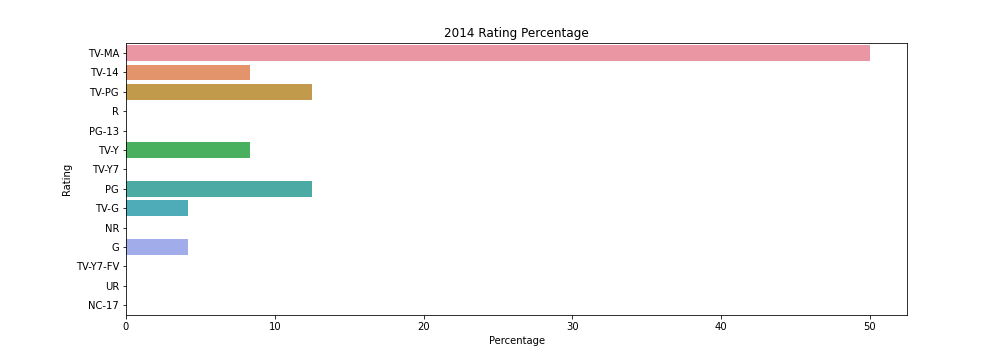 2014 Rating Percentage
Rating
TV-MA
TV-14
TV-PG
R
PG-13
TV-Y
TV-Y7
PG
TV-G
NR
G
TV-Y7-FV
UR
NC-17
0 10 20 30 40 50
Percentage